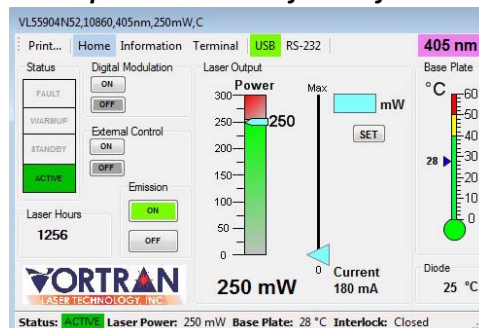 VL55904N52,10860,405nm,250mW,C
Print... Home Information Terminal USB RS-232 405 nm
Status
FAULT
WARMUP
STANDBY
ACTIVE
Laser Hours
1256
Digital Modulation
ON
OFF
External Control
ON
OFF
Emission
ON
OFF
VORTRAN
LASER TECHNOLOGY, INC.
Laser Output
Power
300
250
200
150
100
50
0
250
250 mW
Max
0
mW
SET
Current
180 mA
Base Plate
°C
60
50
40
30
20
10
0
28
Diode
25 °C
Status: ACTIVE Laser Power: 250 mW Base Plate: 28 °C Interlock: Closed